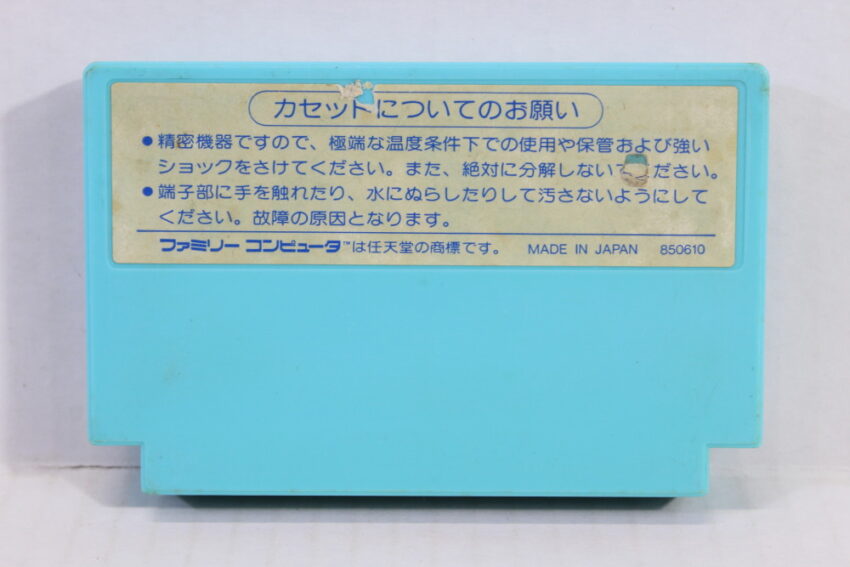 カセットについてのお願い
●精密機器ですので、極端な温度条件下での使用や保管および強い
ショックをさけてください。また、絶対に分解しないで ださい。
●端子部に手を触れたり、水にぬらしたりして汚さないようにして
ください。故障の原因となります。
ファミリー コンピュータ™は任天堂の商標です。 MADE IN JAPAN 850610